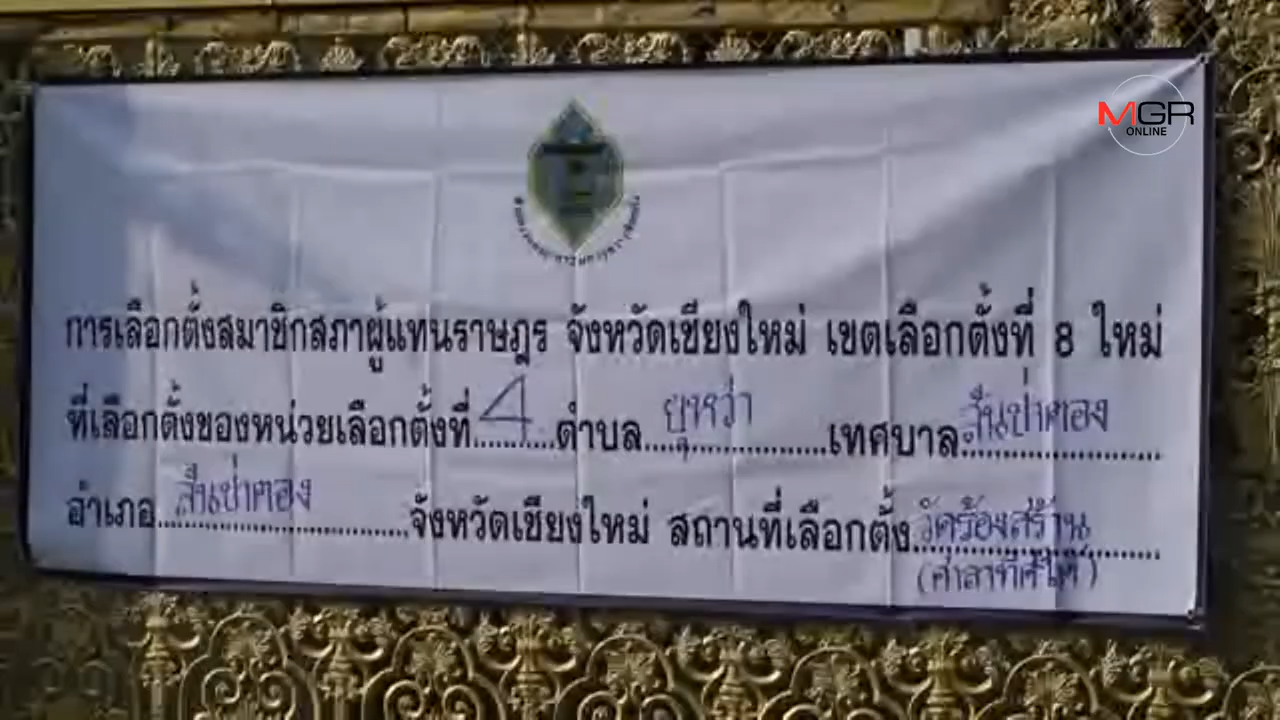 MGR
ONLINE
การเลือกตั้งสมาชิกสภาผู้แทนราษฎร จังหวัดเชียงใหม่ เขตเลือกตั้งที่ 8 ใหม่
ที่เลือกตั้งของหน่วยเลือกตั้งที่ 4 ตำบล ยุหว่า เทศบาล สันป่าตอง
อำเภอ สันป่าตอง จังหวัดเชียงใหม่ สถานที่เลือกตั้ง วัดร้องสร้าน
(ศาลาทิศใต้)